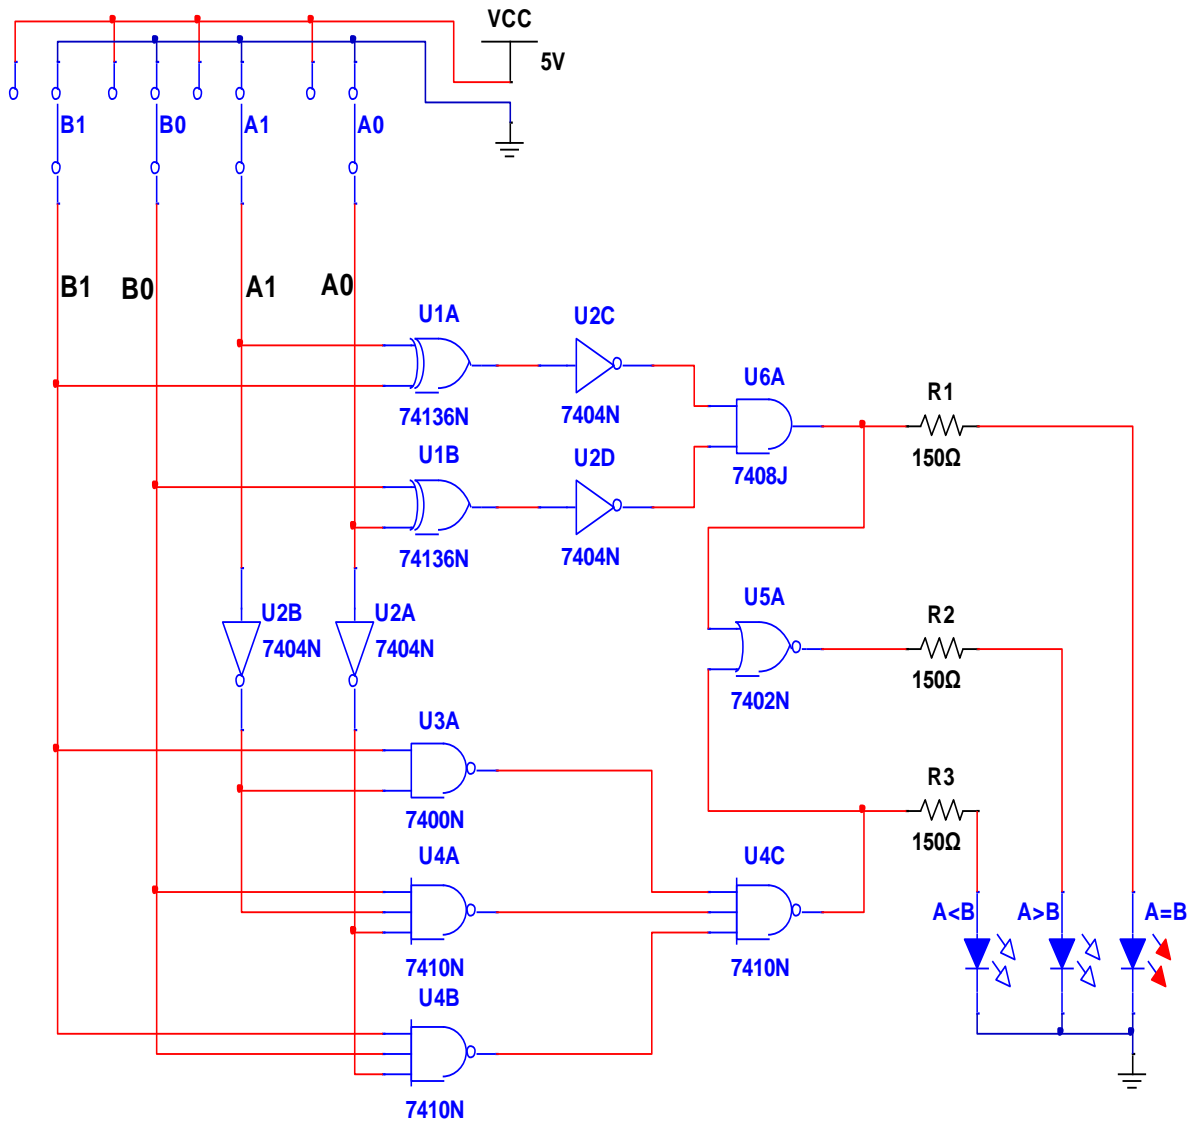 VCC
5V
B1 B0 A1 A0
B1 B0 A1 A0
U1A U2C
U6A R1
74136N 7404N
U1B U2D 7408J 150Ω
74136N 7404N
U2B U2A U5A R2
7404N 7404N
7402N 150Ω
U3A
R3
7400N 150Ω
U4A U4C
A<B A>B A=B
7410N 7410N
U4B
7410N